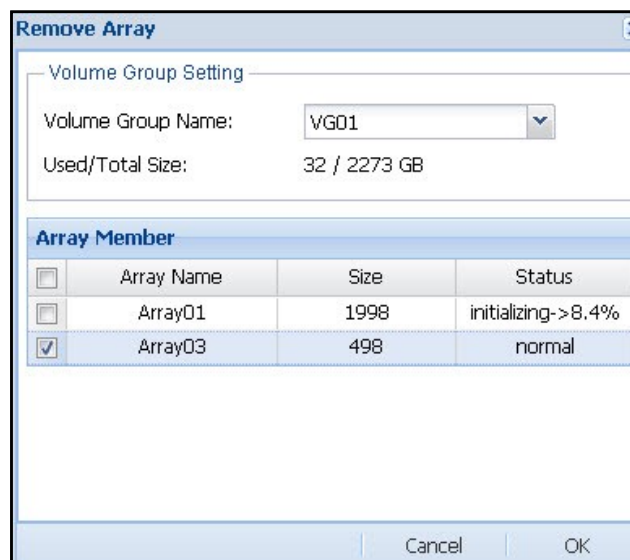 Remove Array
Volume Group Setting
Volume Group Name: VG01
Used/Total Size: 32 / 2273 GB
Array Member
Array Name Size Status
Array01 1998 initializing->8.4%
Array03 498 normal
Cancel OK